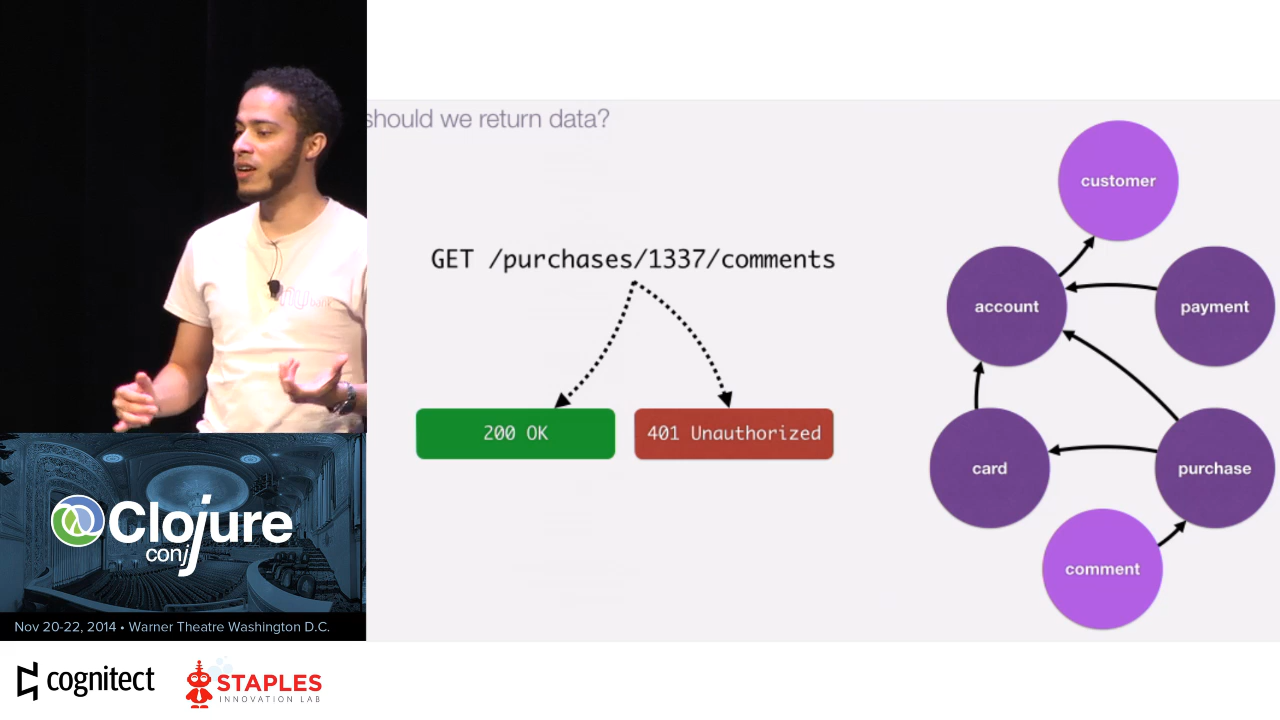 should we return data?
GET /purchases/1337/comments
200 OK
401 Unauthorized
customer
account
payment
card
purchase
comment
Clojure
conj
Nov 20-22, 2014 • Warner Theatre Washington D.C.
cognitect
STAPLES
INNOVATION LAB